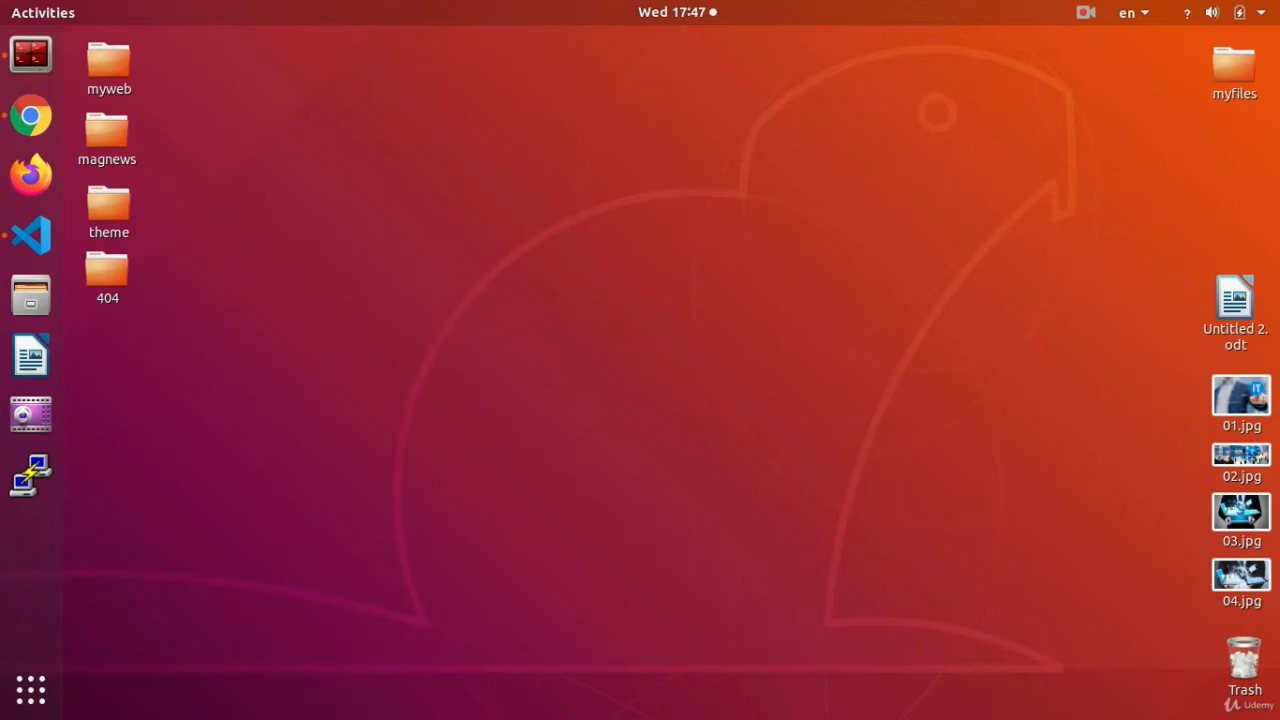 Activities
Wed 17:47
en
?
myweb
magnews
theme
404
myfiles
Untitled 2.
odt
IT
01.jpg
02.jpg
03.jpg
04.jpg
Trash
Udemy